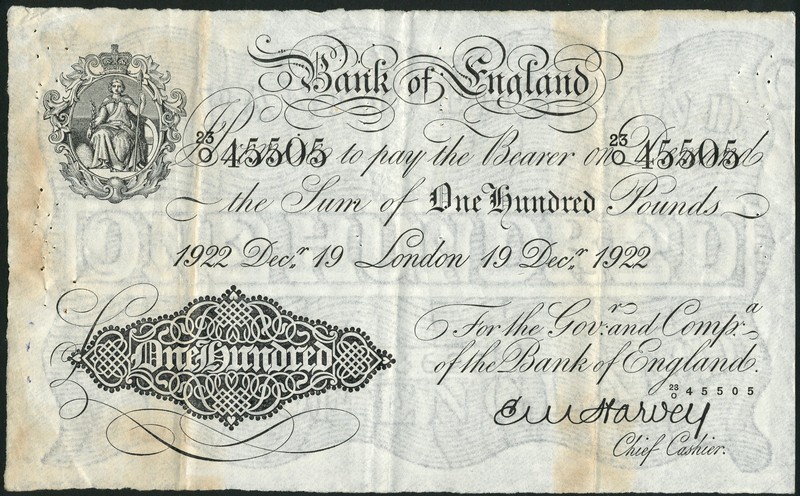 Bank of England
23/O 45505 23/O 45505
I Promise to pay the Bearer on Demand
the Sum of One Hundred Pounds
1922 Decr. 19 London 19 Decr. 1922
For the Govr. and Compa.
of the Bank of England.
One Hundred
23/O 45505
E M Harvey
Chief Cashier.